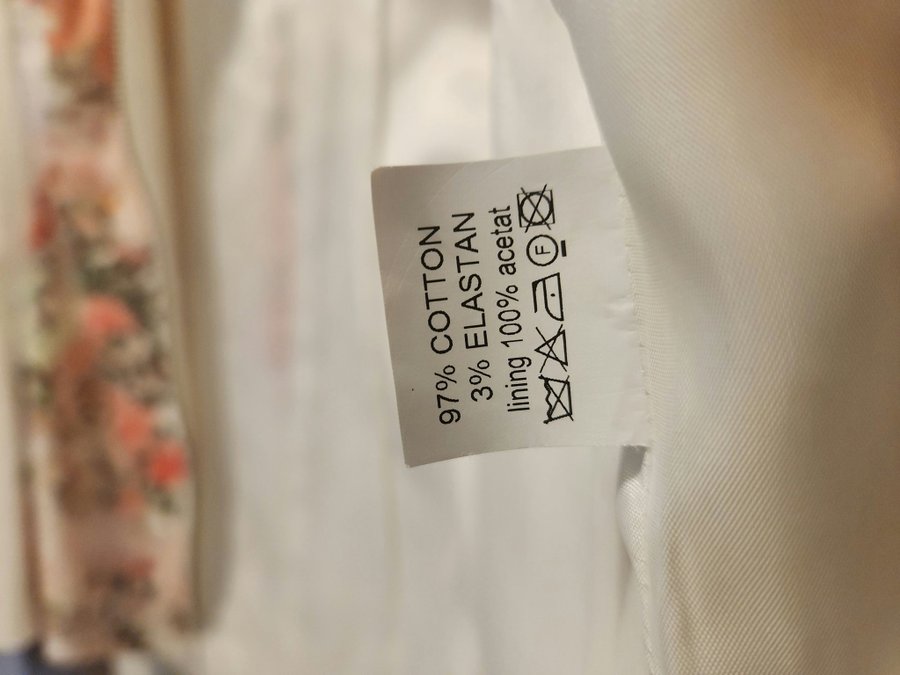 97% COTTON
3% ELASTAN
lining 100% acetat
F